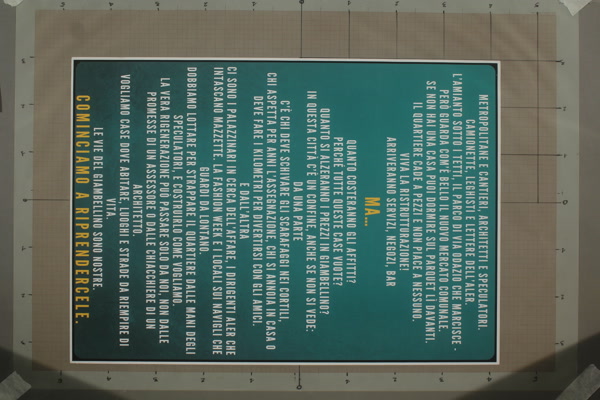 METROPOLITANE E CANTIERI, ARCHITETTI E SPECULATORI.
CAMIONETTE, LEGHISTI E LETTERE DELL'ALER.
L'AMIANTO SOTTO I TETTI, IL PARCO DI VIA ODAZIO CHE MARCISCE -
PERÒ GUARDA COM'È BELLO IL NUOVO MERCATO COMUNALE.
SE NON HAI UNA CASA PUOI DORMIRE SUL PARQUET LÌ DAVANTI.
IL QUARTIERE CADE A PEZZI E NON PIACE A NESSUNO.
VIVA LA RISTRUTTURAZIONE!
ARRIVERANNO SERVIZI, NEGOZI, BAR
MA...
QUANTO COSTERANNO GLI AFFITTI?
PERCHÈ TUTTE QUESTE CASE VUOTE?
QUANTO SI ALZERANNO I PREZZI IN GIAMBELLINO?
IN QUESTA CITTÀ C'È UN CONFINE, ANCHE SE NON SI VEDE:
DA UNA PARTE
C'È CHI DEVE SCHIVARE GLI SCARAFAGGI NEI CORTILI,
CHI ASPETTA PER ANNI L'ASSEGNAZIONE, CHI SI ANNOIA IN CASA O
DEVE FARE I KILOMETRI PER DIVERTIRSI CON GLI AMICI.
E DALL'ALTRA
CI SONO I PALAZZINARI IN CERCA DELL'AFFARE, I DIRIGENTI ALER CHE
INTASCANO MAZZETTE, LA FASHION WEEK E I LOCALI SUI NAVIGLI CHE
GUARDO DA LONTANO.
DOBBIAMO LOTTARE PER STRAPPARE IL QUARTIERE DALLE MANI DEGLI
SPECULATORI, E COSTRUIRLO COME VOGLIAMO.
LA VERA RIGENERAZIONE PUÒ PASSARE SOLO DA NOI, NON DALLE
PROMESSE DI UN ASSESSORE O DALLE CHIACCHIERE DI UN
ARCHITETTO.
VOGLIAMO CASE DOVE ABITARE, LUOGHI E STRADE DA RIEMPIRE DI
VITA.
LE VIE DEL GIAMBELLINO SONO NOSTRE.
COMINCIAMO A RIPRENDERCELE.